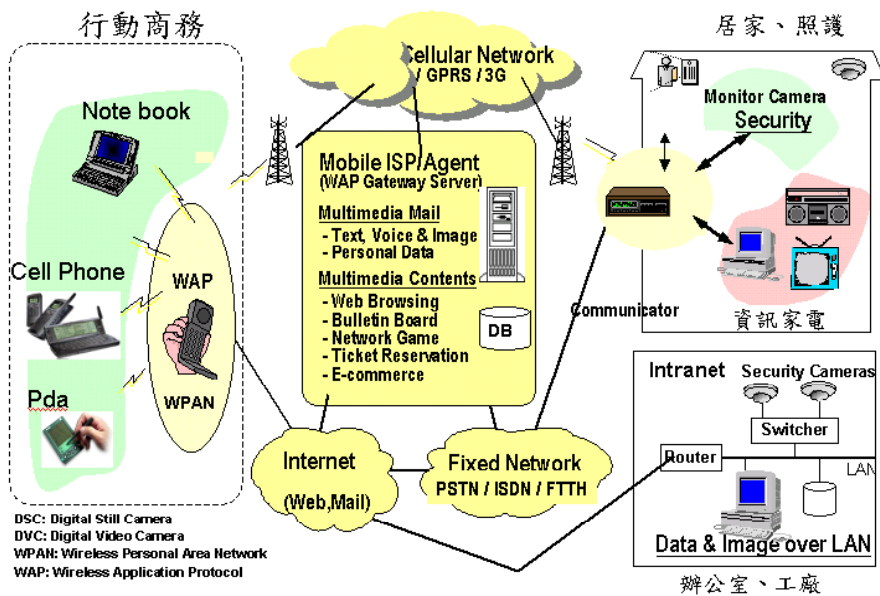 行動商務
Note book
Cell Phone
Pda
WAP
WPAN
DSC: Digital Still Camera
DVC: Digital Video Camera
WPAN: Wireless Personal Area Network
WAP: Wireless Application Protocol
Cellular Network
/ GPRS / 3G
Mobile ISP/Agent
(WAP Gateway Server)
Multimedia Mail
- Text, Voice & Image
- Personal Data
Multimedia Contents
- Web Browsing
- Bulletin Board
- Network Game
- Ticket Reservation
- E-commerce
DB
Internet
(Web,Mail)
Fixed Network
PSTN / ISDN / FTTH
居家、照護
Monitor Camera
Security
Communicator
資訊家電
Intranet
Security Cameras
Switcher
Router
LAN
Data & Image over LAN
辦公室、工廠